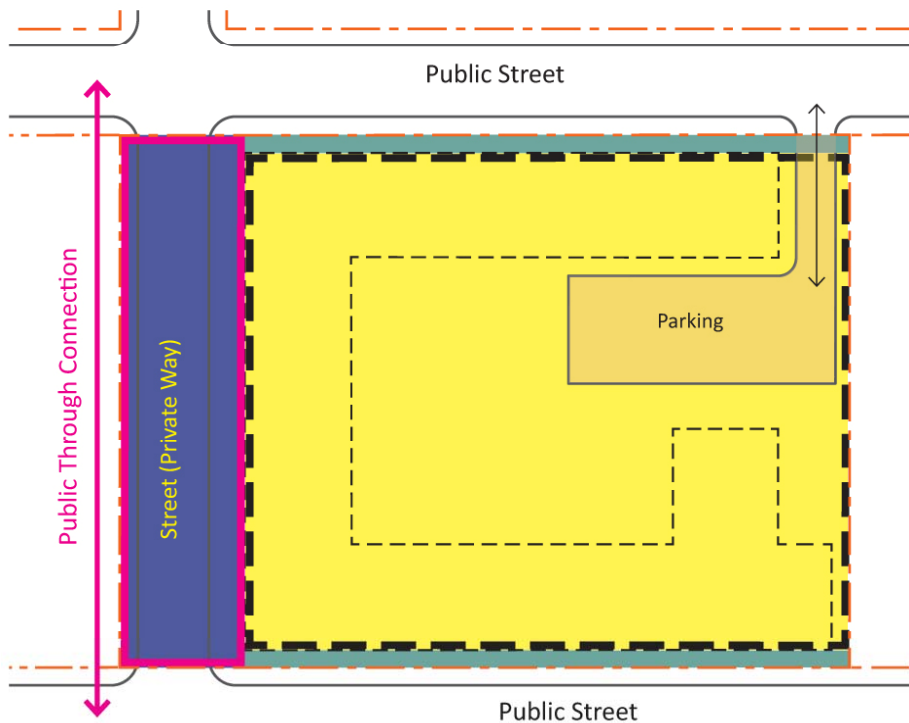 Public Street
Public Through Connection
Street (Private Way)
Parking
Public Street